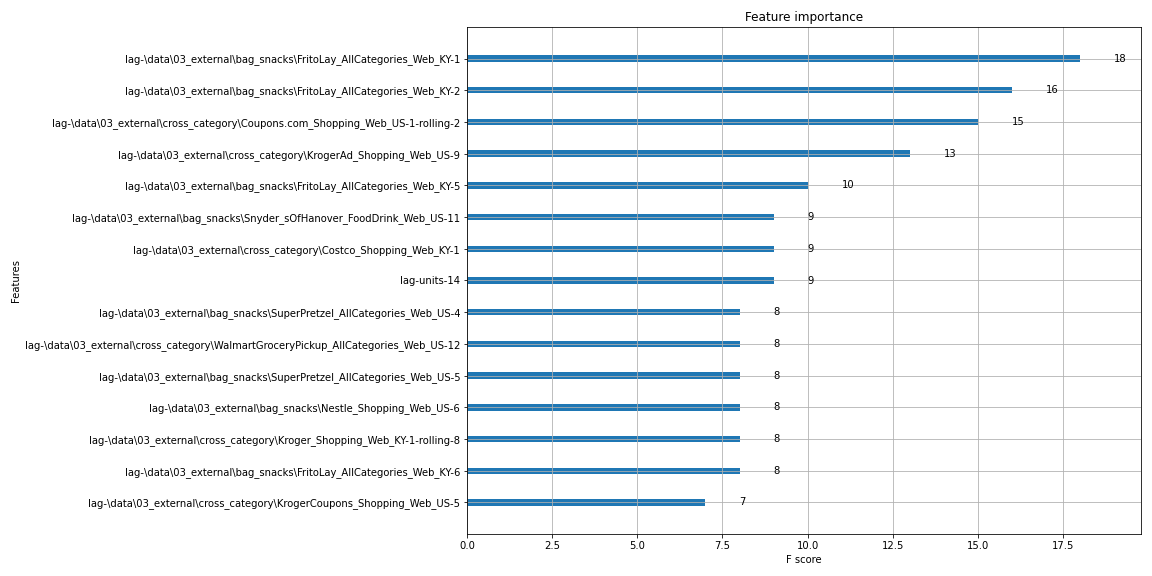 Feature importance
Features
lag-\data\03_external\bag_snacks\FritoLay_AllCategories_Web_KY-1 18
lag-\data\03_external\bag_snacks\FritoLay_AllCategories_Web_KY-2 16
lag-\data\03_external\cross_category\Coupons.com_Shopping_Web_US-1-rolling-2 15
lag-\data\03_external\cross_category\KrogerAd_Shopping_Web_US-9 13
lag-\data\03_external\bag_snacks\FritoLay_AllCategories_Web_KY-5 10
lag-\data\03_external\bag_snacks\Snyder_sOfHanover_FoodDrink_Web_US-11 9
lag-\data\03_external\cross_category\Costco_Shopping_Web_KY-1 9
lag-units-14 9
lag-\data\03_external\bag_snacks\SuperPretzel_AllCategories_Web_US-4 8
lag-\data\03_external\cross_category\WalmartGroceryPickup_AllCategories_Web_US-12 8
lag-\data\03_external\bag_snacks\SuperPretzel_AllCategories_Web_US-5 8
lag-\data\03_external\bag_snacks\Nestle_Shopping_Web_US-6 8
lag-\data\03_external\cross_category\Kroger_Shopping_Web_KY-1-rolling-8 8
lag-\data\03_external\bag_snacks\FritoLay_AllCategories_Web_KY-6 8
lag-\data\03_external\cross_category\KrogerCoupons_Shopping_Web_US-5 7
0.0 2.5 5.0 7.5 10.0 12.5 15.0 17.5
F score